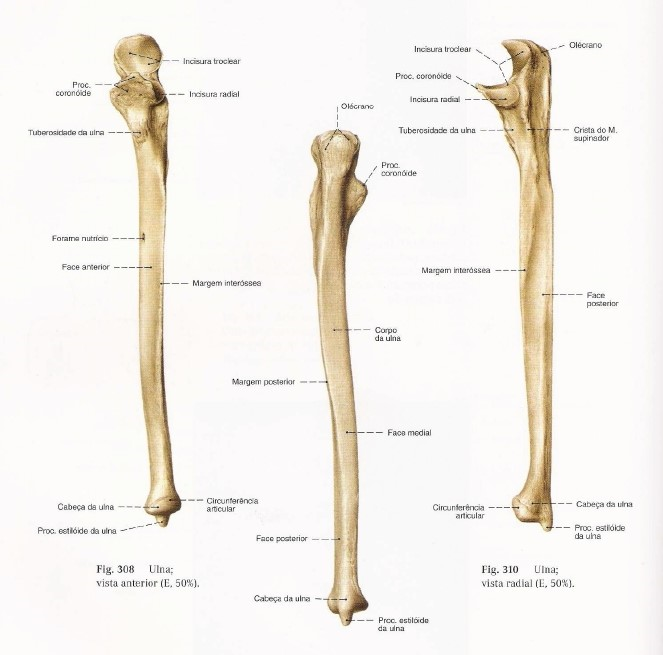 Incisura troclear
Proc.
coronóide
Incisura radial
Tuberosidade da ulna
Forame nutrício
Face anterior
Margem interóssea
Cabeça da ulna
Circunferência
articular
Proc. estilóide da ulna
Fig. 308 Ulna;
vista anterior (E, 50%).
Olécrano
Proc.
coronóide
Corpo
da ulna
Margem posterior
Face medial
Face posterior
Cabeça da ulna
Proc. estilóide
da ulna
Incisura troclear
Olécrano
Proc. coronóide
Incisura radial
Tuberosidade da ulna
Crista do M.
supinador
Margem interóssea
Face
posterior
Circunferência
articular
Cabeça da ulna
Proc. estilóide
da ulna
Fig. 310 Ulna;
vista radial (E, 50%).